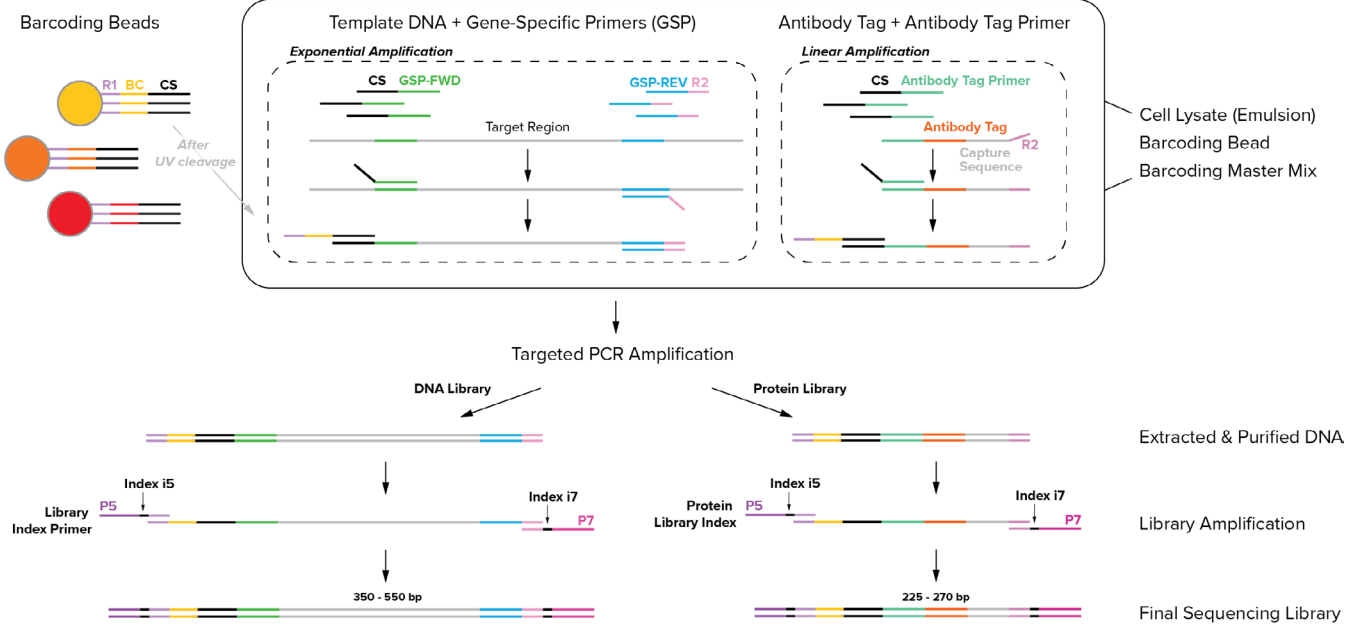 Barcoding Beads
Template DNA + Gene-Specific Primers (GSP)
Antibody Tag + Antibody Tag Primer
Exponential Amplification
Linear Amplification
R1 BC CS
CS GSP-FWD
GSP-REV R2
CS Antibody Tag Primer
Cell Lysate (Emulsion)
Target Region
Antibody Tag
Barcoding Bead
After
UV cleavage
R2
Capture
Sequence
Barcoding Master Mix
Targeted PCR Amplification
DNA Library
Protein Library
Extracted & Purified DNA
Index i5
Index i7
Index i5
Index i7
P5
P7
P5
P7
Library
Index Primer
Protein
Library Index
Library Amplification
350 - 550 bp
225 - 270 bp
Final Sequencing Library